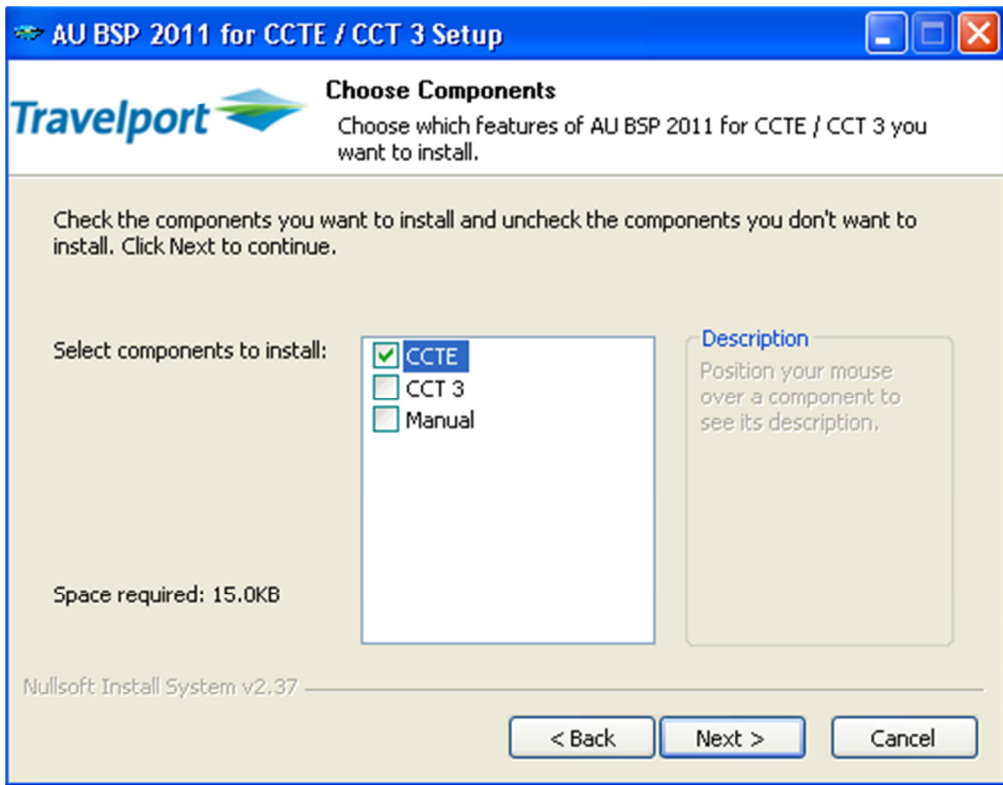 AU BSP 2011 for CCTE / CCT 3 Setup
Travelport
Choose Components
Choose which features of AU BSP 2011 for CCTE / CCT 3 you
want to install.
Check the components you want to install and uncheck the components you don't want to
install. Click Next to continue.
Select components to install:
CCTE
CCT 3
Manual
Description
Position your mouse
over a component to
see its description.
Space required: 15.0KB
Nullsoft Install System v2.37
< Back
Next >
Cancel